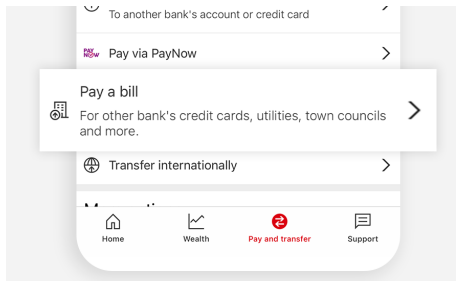 To another bank's account or credit card
PAY
NOW
Pay via PayNow
Pay a bill
For other bank's credit cards, utilities, town councils
and more.
Transfer internationally
Home
Wealth
Pay and transfer
Support